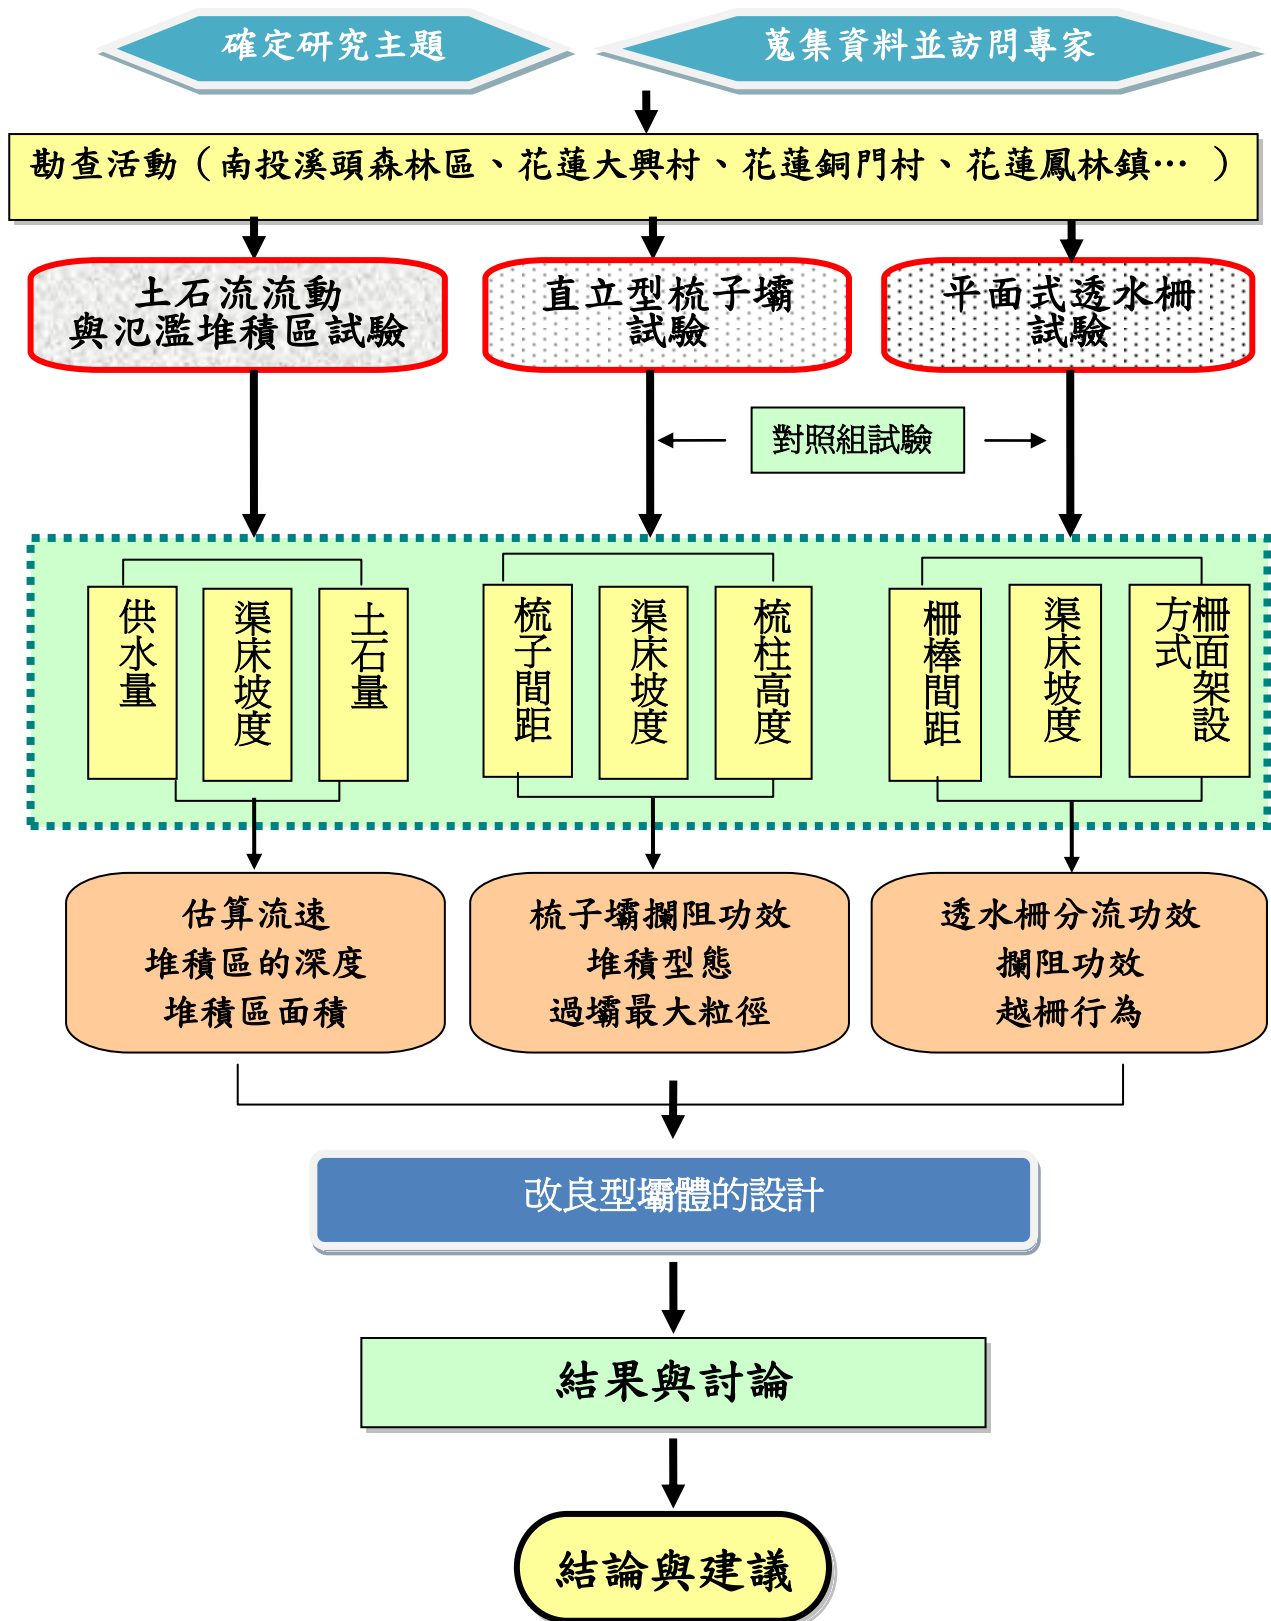 確定研究主題
蒐集資料並訪問專家
勘查活動（南投溪頭森林區、花蓮大興村、花蓮銅門村、花蓮鳳林鎮…　）
土石流流動
與氾濫堆積區試驗
直立型梳子壩
試驗
平面式透水柵
試驗
對照組試驗
供水量
渠床坡度
土石量
梳子間距
渠床坡度
梳柱高度
柵棒間距
渠床坡度
柵面架設
方式
估算流速
堆積區的深度
堆積區面積
梳子壩攔阻功效
堆積型態
過壩最大粒徑
透水柵分流功效
攔阻功效
越柵行為
改良型壩體的設計
結果與討論
結論與建議